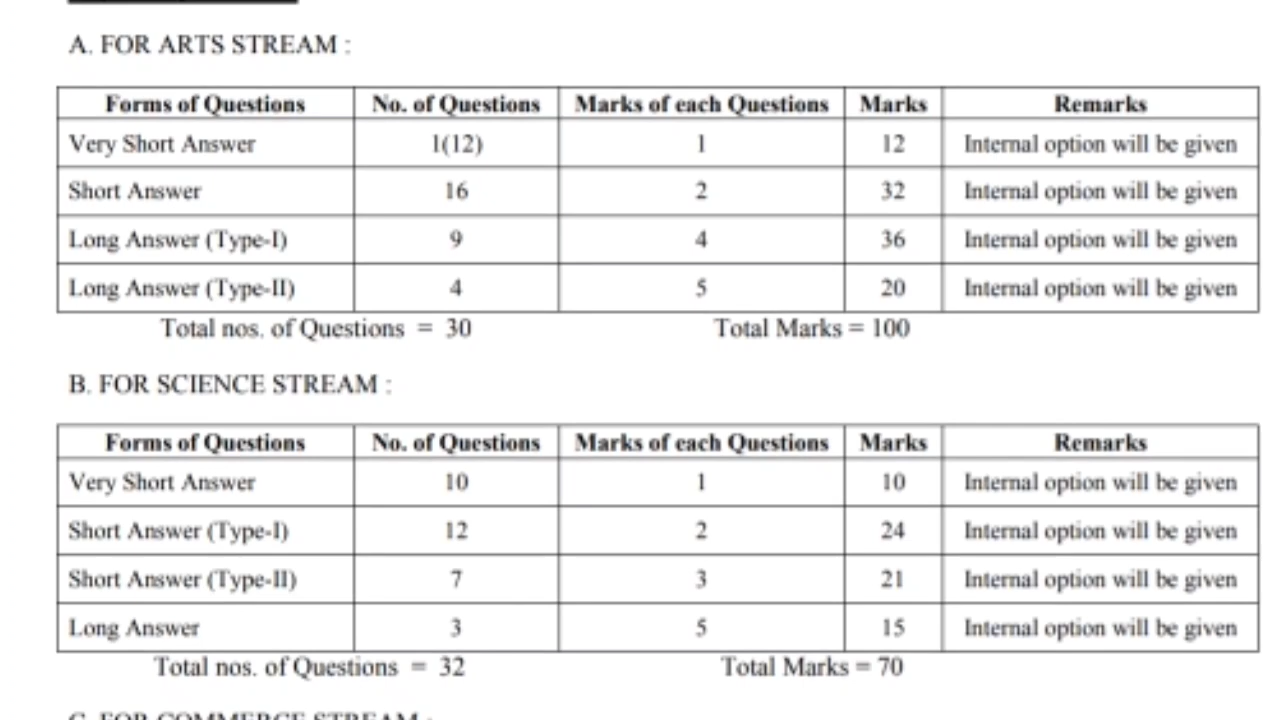 A. FOR ARTS STREAM :
Forms of Questions No. of Questions Marks of each Questions Marks Remarks
Very Short Answer 1(12) 1 12 Internal option will be given
Short Answer 16 2 32 Internal option will be given
Long Answer (Type-I) 9 4 36 Internal option will be given
Long Answer (Type-II) 4 5 20 Internal option will be given
Total nos. of Questions = 30 Total Marks = 100
B. FOR SCIENCE STREAM :
Forms of Questions No. of Questions Marks of each Questions Marks Remarks
Very Short Answer 10 1 10 Internal option will be given
Short Answer (Type-I) 12 2 24 Internal option will be given
Short Answer (Type-II) 7 3 21 Internal option will be given
Long Answer 3 5 15 Internal option will be given
Total nos. of Questions = 32 Total Marks = 70
C. FOR COMMERCE STREAM :